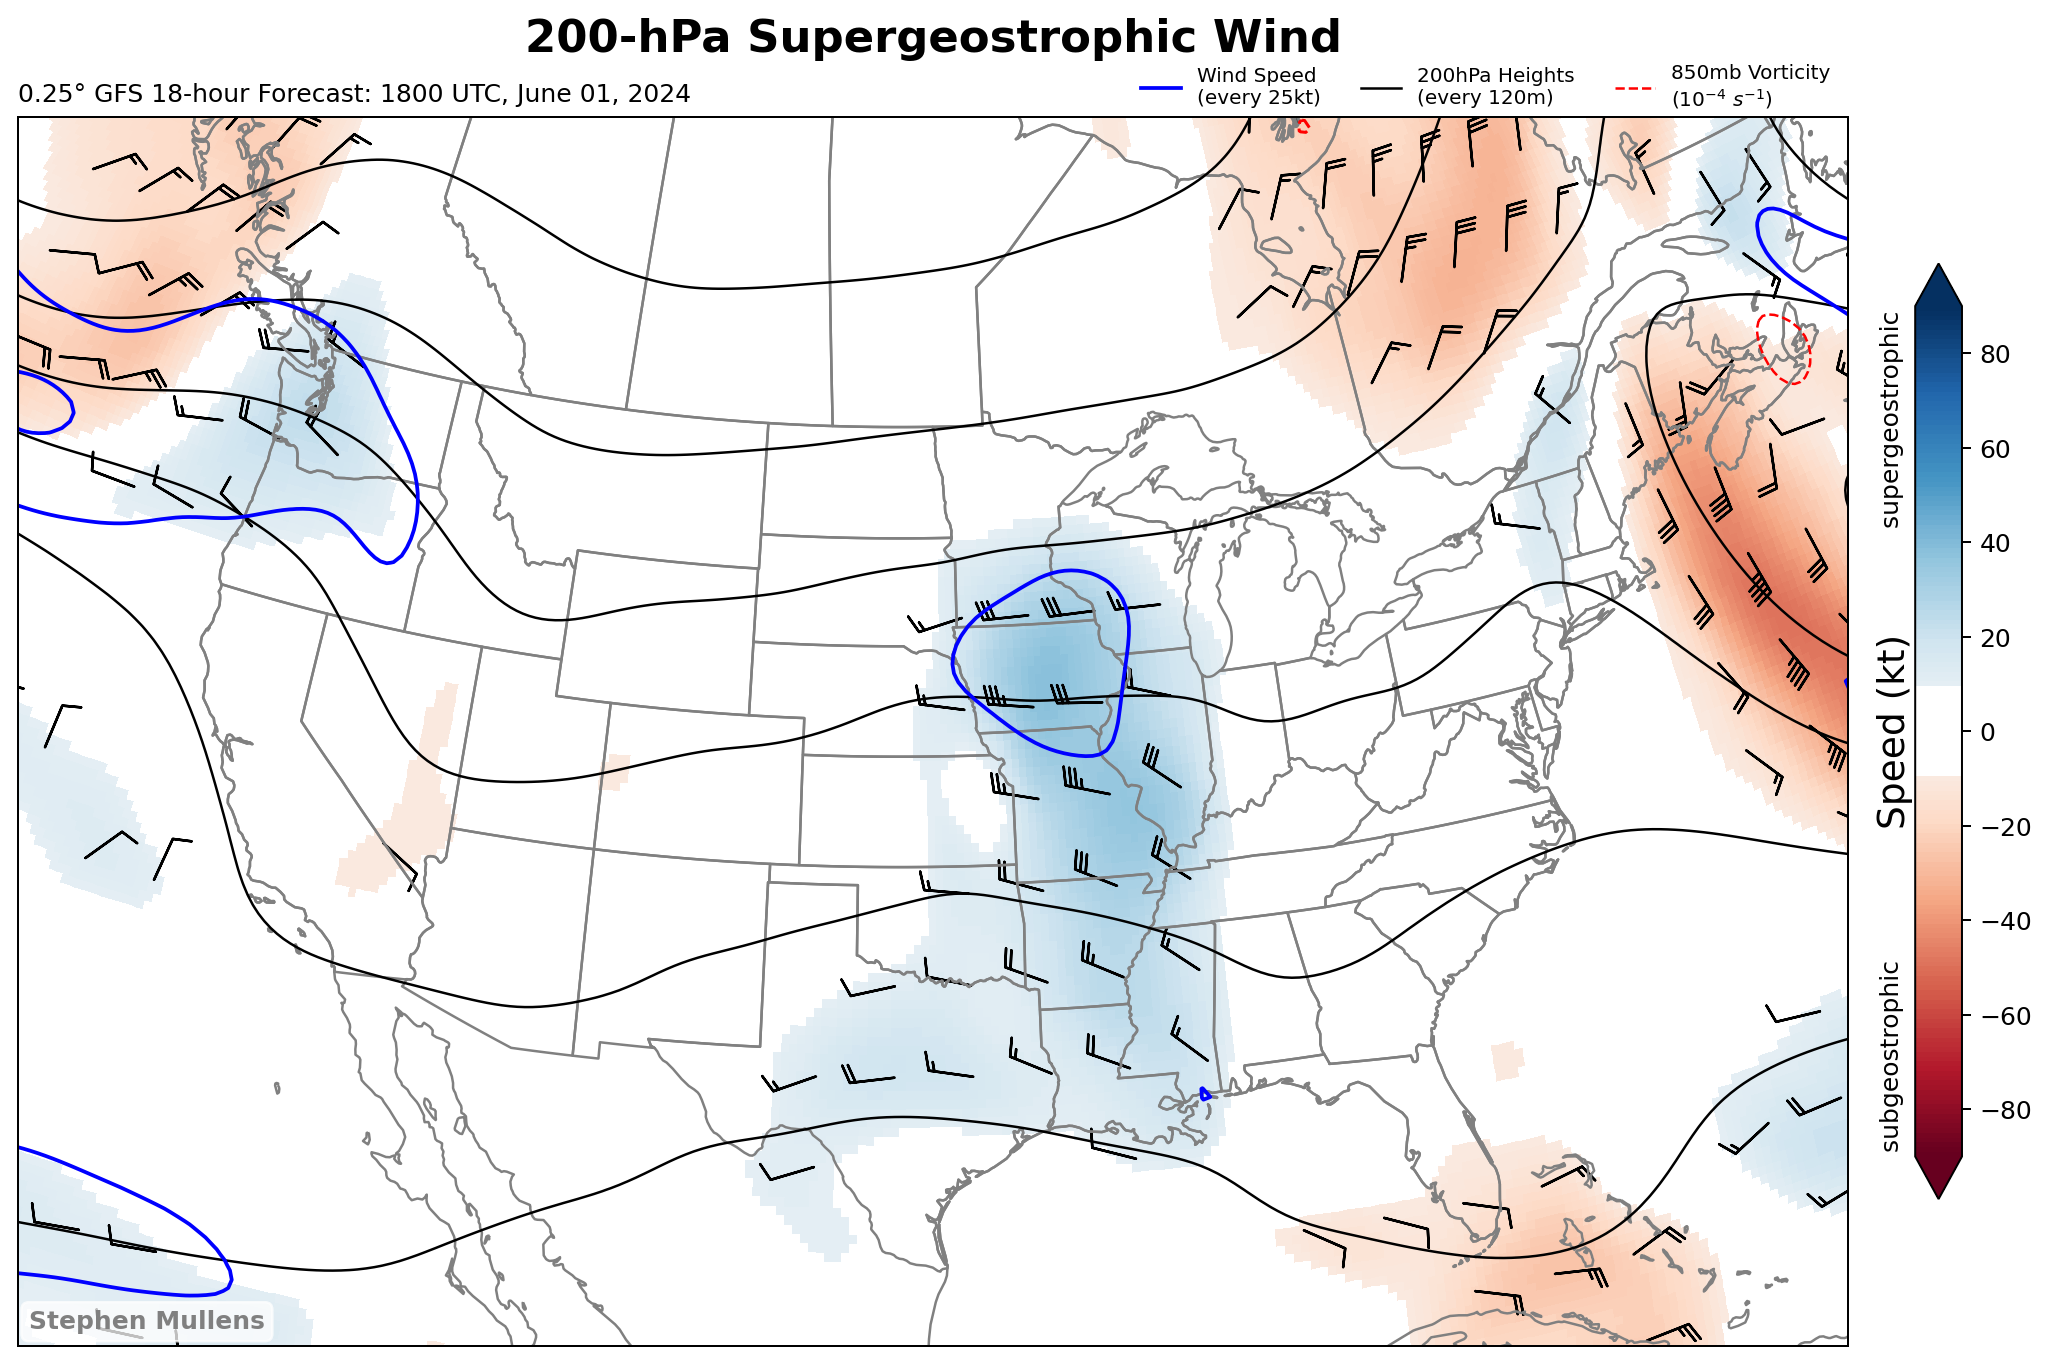 200-hPa Supergeostrophic Wind
0.25° GFS 18-hour Forecast: 1800 UTC, June 01, 2024
Wind Speed
(every 25kt)
200hPa Heights
(every 120m)
850mb Vorticity
(10⁻⁴ s⁻¹)
supergeostrophic
Speed (kt)
subgeostrophic
80
60
40
20
0
−20
−40
−60
−80
Stephen Mullens